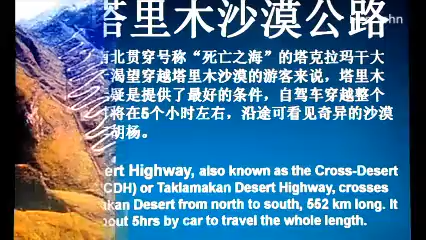 塔里木沙漠公路
hn
北贯穿号称“死亡之海”的塔克拉玛干大
渴望穿越塔里木沙漠的游客来说，塔里木
疑是提供了最好的条件，自驾车穿越整
时将在5个小时左右，沿途可看见奇异的沙漠
胡杨。
ert Highway, also known as the Cross-Desert
CDH) or Taklamakan Desert Highway, crosses
kan Desert from north to south, 552 km long. It
out 5hrs by car to travel the whole length.